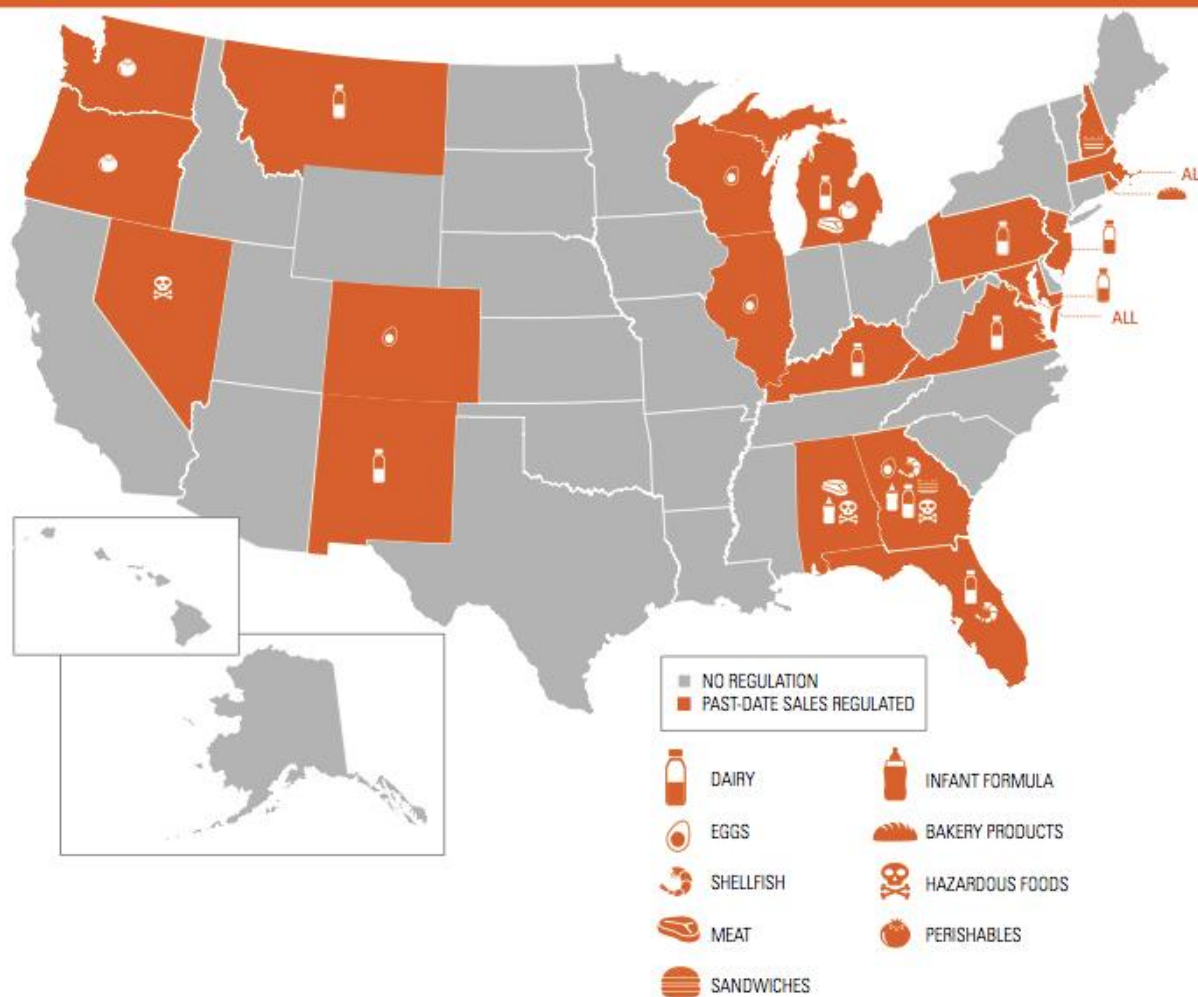 AL
ALL
NO REGULATION
PAST-DATE SALES REGULATED
DAIRY
INFANT FORMULA
EGGS
BAKERY PRODUCTS
SHELLFISH
HAZARDOUS FOODS
MEAT
PERISHABLES
SANDWICHES